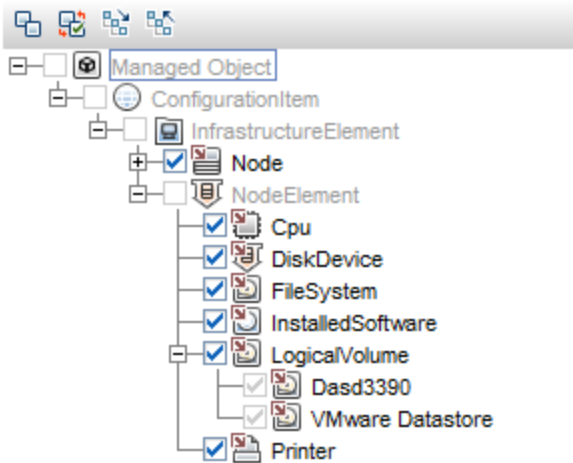 Managed Object
ConfigurationItem
InfrastructureElement
Node
NodeElement
Cpu
DiskDevice
FileSystem
InstalledSoftware
LogicalVolume
Dasd3390
VMware Datastore
Printer